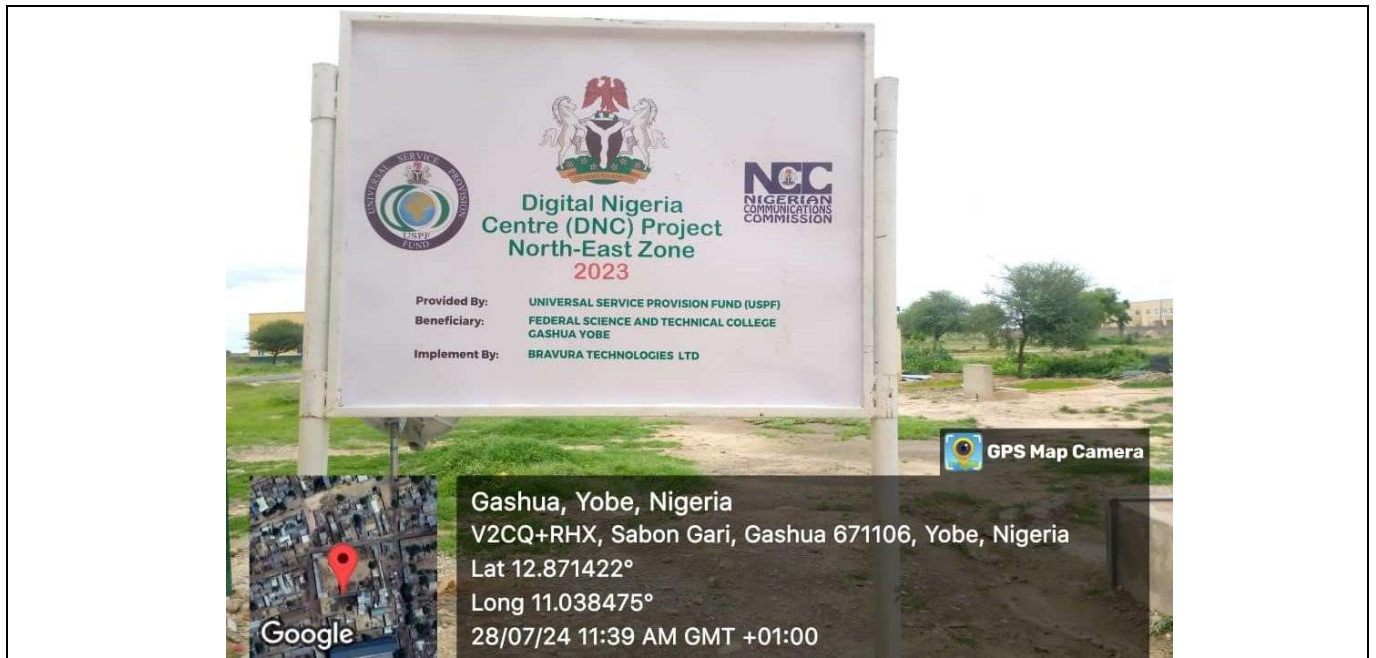 UNIVERSAL SERVICE PROVISION
USPF
FUND
NCC
NIGERIAN
COMMUNICATIONS
COMMISSION
Digital Nigeria
Centre (DNC) Project
North-East Zone
2023
Provided By: UNIVERSAL SERVICE PROVISION FUND (USPF)
Beneficiary: FEDERAL SCIENCE AND TECHNICAL COLLEGE
GASHUA YOBE
Implement By: BRAVURA TECHNOLOGIES LTD
GPS Map Camera
Gashua, Yobe, Nigeria
V2CQ+RHX, Sabon Gari, Gashua 671106, Yobe, Nigeria
Lat 12.871422°
Long 11.038475°
28/07/24 11:39 AM GMT +01:00
Google